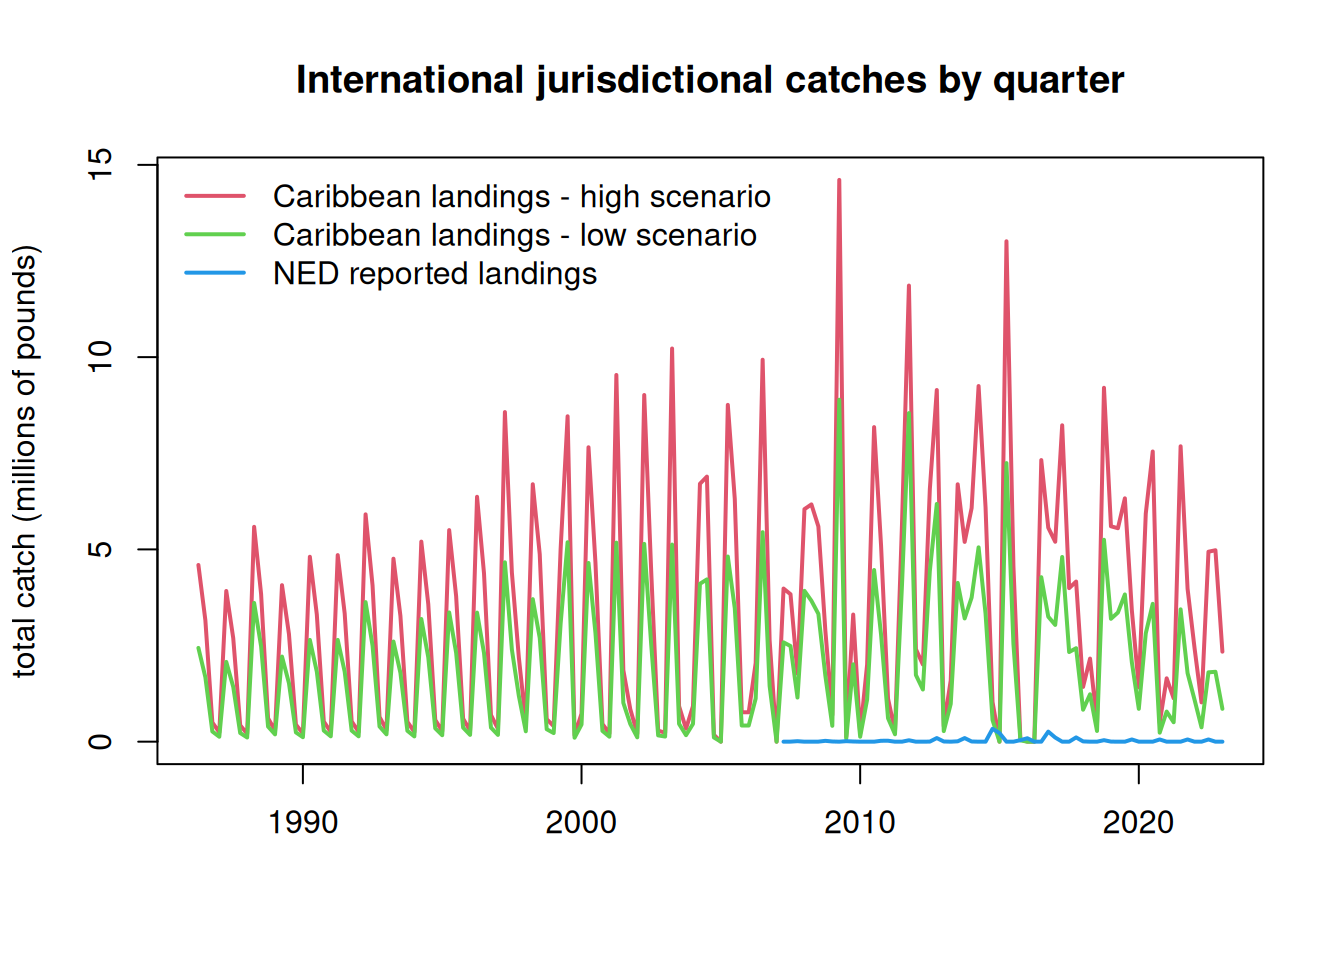 International jurisdictional catches by quarter
total catch (millions of pounds)
15
10
5
0
Caribbean landings - high scenario
Caribbean landings - low scenario
NED reported landings
1990
2000
2010
2020